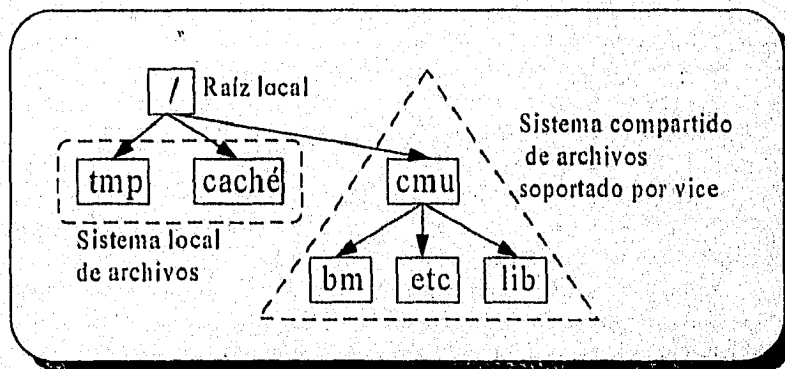 /
Raíz local
tmp
caché
cmu
Sistema compartido
de archivos
soportado por vice
Sistema local
de archivos
bm
etc
lib